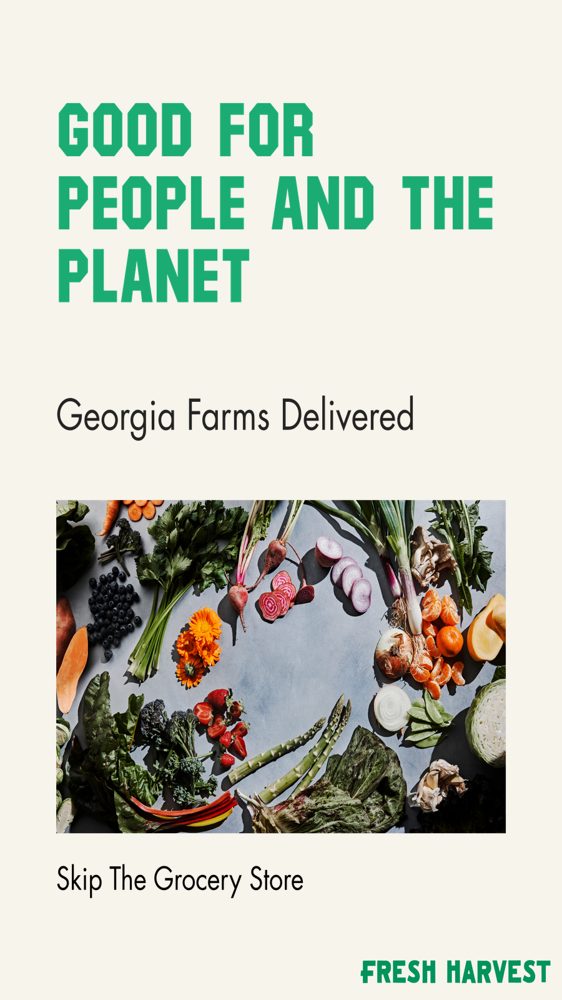 GOOD FOR
PEOPLE AND THE
PLANET
Georgia Farms Delivered
Skip The Grocery Store
FRESH HARVEST